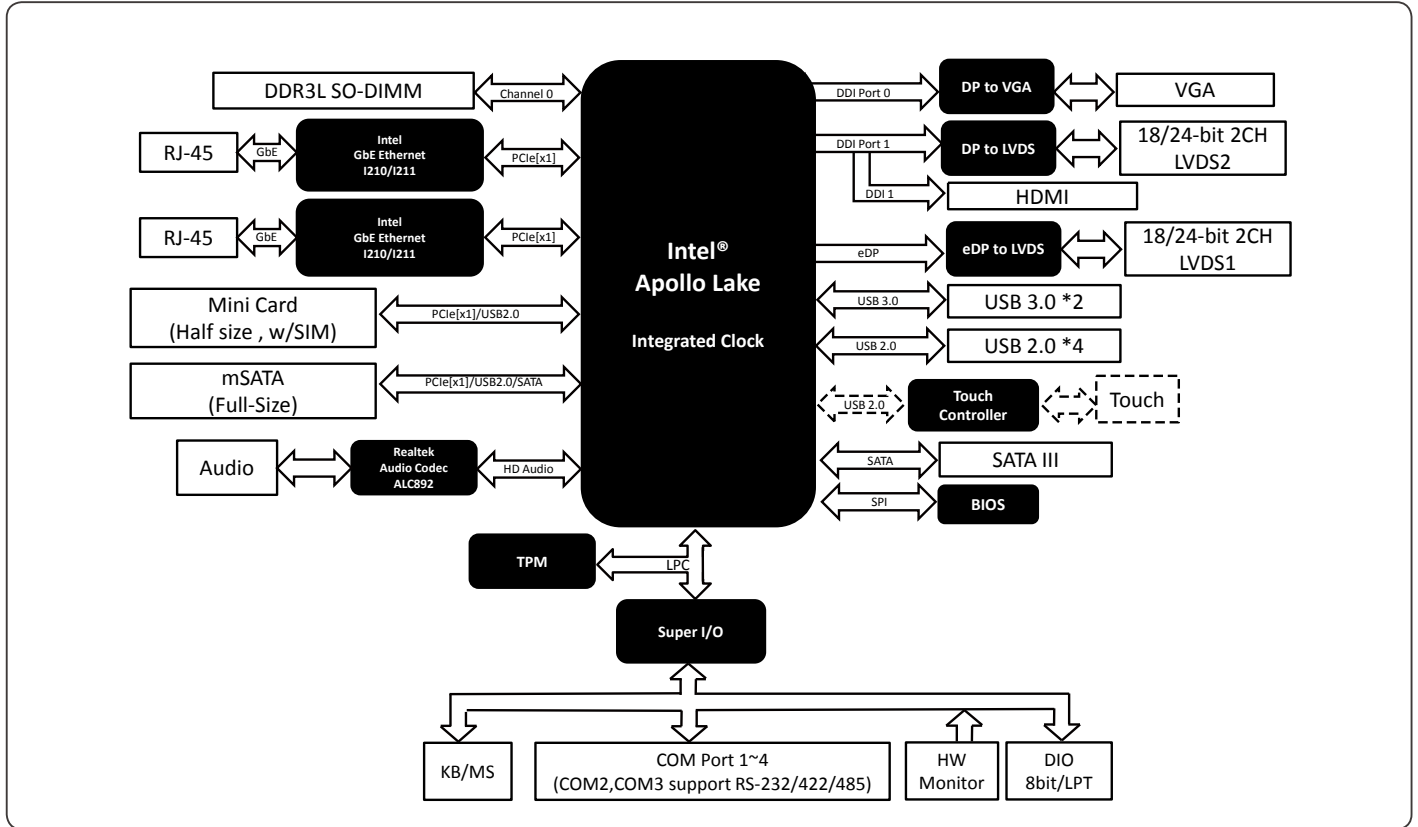 DDR3L SO-DIMM
Channel 0
RJ-45
GbE
Intel
GbE Ethernet
I210/I211
PCIe[x1]
RJ-45
GbE
Intel
GbE Ethernet
I210/I211
PCIe[x1]
Mini Card
(Half size , w/SIM)
PCIe[x1]/USB2.0
mSATA
(Full-Size)
PCIe[x1]/USB2.0/SATA
Audio
Realtek
Audio Codec
ALC892
HD Audio
Intel®
Apollo Lake
Integrated Clock
DDI Port 0
DP to VGA
VGA
DDI Port 1
DP to LVDS
18/24-bit 2CH
LVDS2
DDI 1
HDMI
eDP
eDP to LVDS
18/24-bit 2CH
LVDS1
USB 3.0
USB 3.0 *2
USB 2.0
USB 2.0 *4
USB 2.0
Touch
Controller
Touch
SATA
SATA III
SPI
BIOS
TPM
LPC
Super I/O
KB/MS
COM Port 1~4
(COM2,COM3 support RS-232/422/485)
HW
Monitor
DIO
8bit/LPT